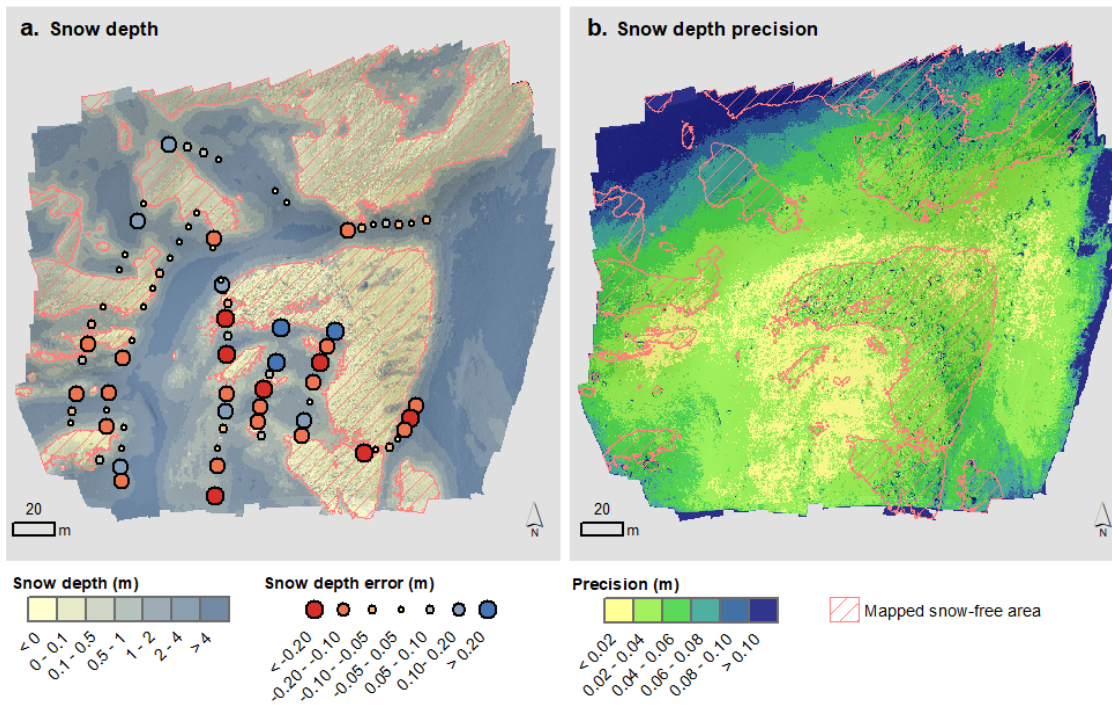 a. Snow depth
b. Snow depth precision
20
m
N
20
m
N
Snow depth (m)
< 0
0 - 0.1
0.1 - 0.5
0.5 - 1
1 - 2
2 - 4
> 4
Snow depth error (m)
< -0.20
-0.20 - -0.10
-0.10 - -0.05
-0.05 - 0.05
0.05 - 0.10
0.10 - 0.20
> 0.20
Precision (m)
< 0.02
0.02 - 0.04
0.04 - 0.06
0.06 - 0.08
0.08 - 0.10
> 0.10
Mapped snow-free area